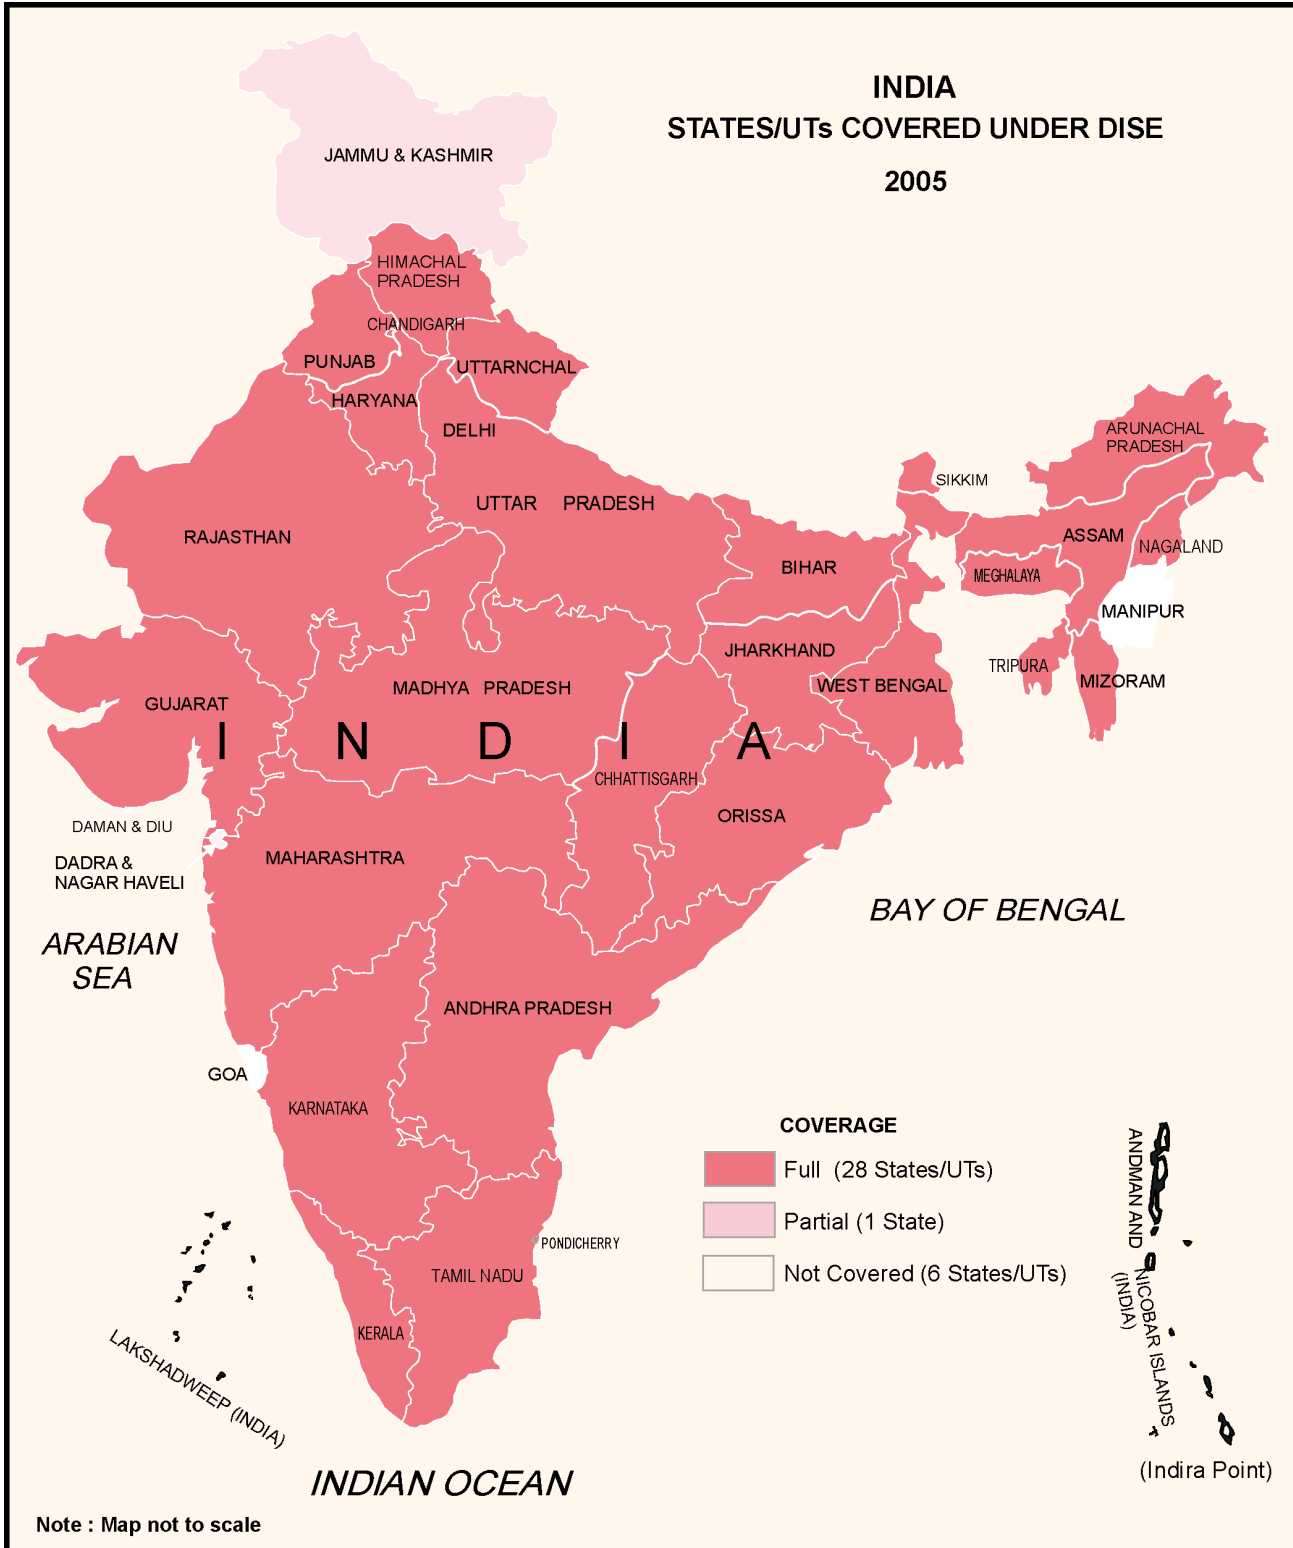 INDIA
STATES/UTs COVERED UNDER DISE
2005
JAMMU & KASHMIR
HIMACHAL
PRADESH
CHANDIGARH
PUNJAB
UTTARNCHAL
HARYANA
DELHI
ARUNACHAL
PRADESH
SIKKIM
UTTAR PRADESH
RAJASTHAN
ASSAM
NAGALAND
BIHAR
MEGHALAYA
MANIPUR
JHARKHAND
TRIPURA
MIZORAM
WEST BENGAL
MADHYA PRADESH
GUJARAT
I N D I A
CHHATTISGARH
ORISSA
DAMAN & DIU
DADRA &
NAGAR HAVELI
MAHARASHTRA
BAY OF BENGAL
ARABIAN
SEA
ANDHRA PRADESH
GOA
KARNATAKA
COVERAGE
Full (28 States/UTs)
Partial (1 State)
Not Covered (6 States/UTs)
PONDICHERRY
TAMIL NADU
KERALA
LAKSHADWEEP (INDIA)
ANDMAN AND
NICOBAR ISLANDS
(INDIA)
(Indira Point)
INDIAN OCEAN
Note : Map not to scale